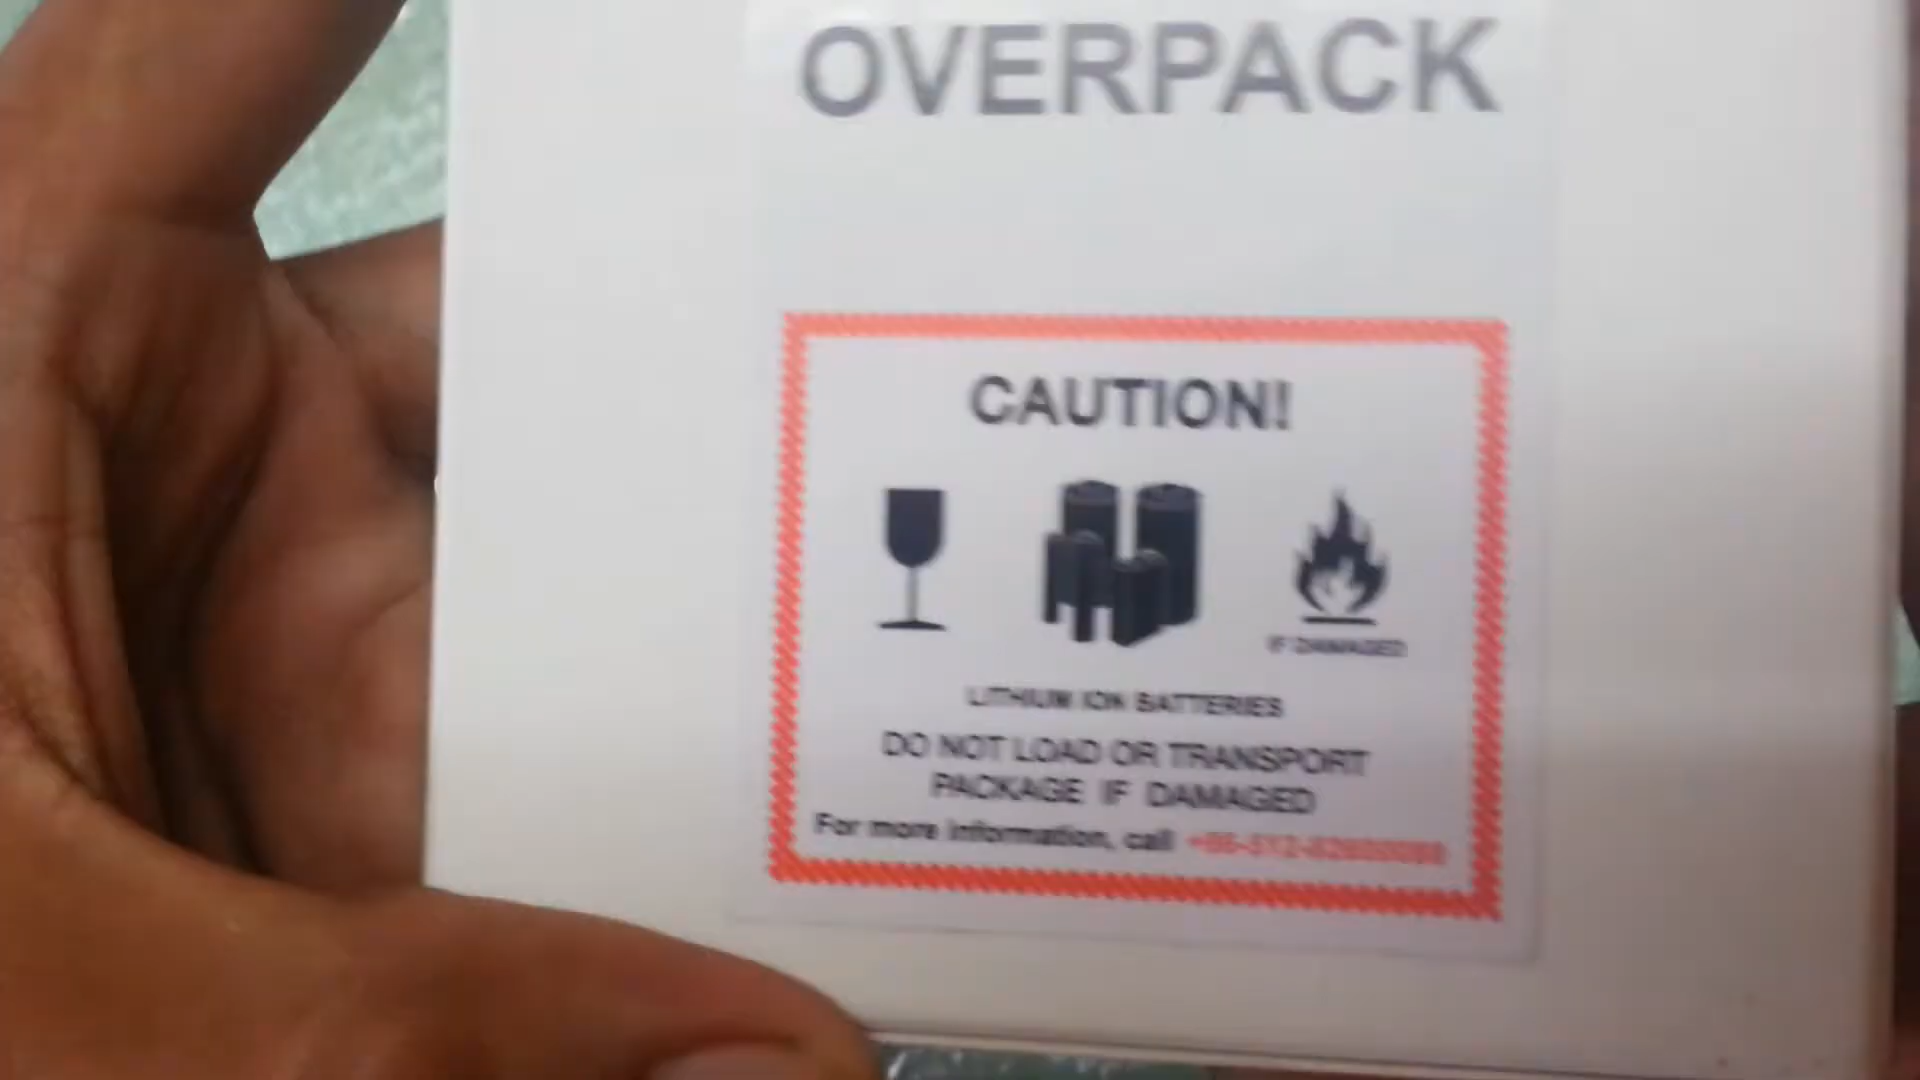 OVERPACK
CAUTION!
IF DAMAGED
LITHIUM ION BATTERIES
DO NOT LOAD OR TRANSPORT
PACKAGE IF DAMAGED
For more information, call